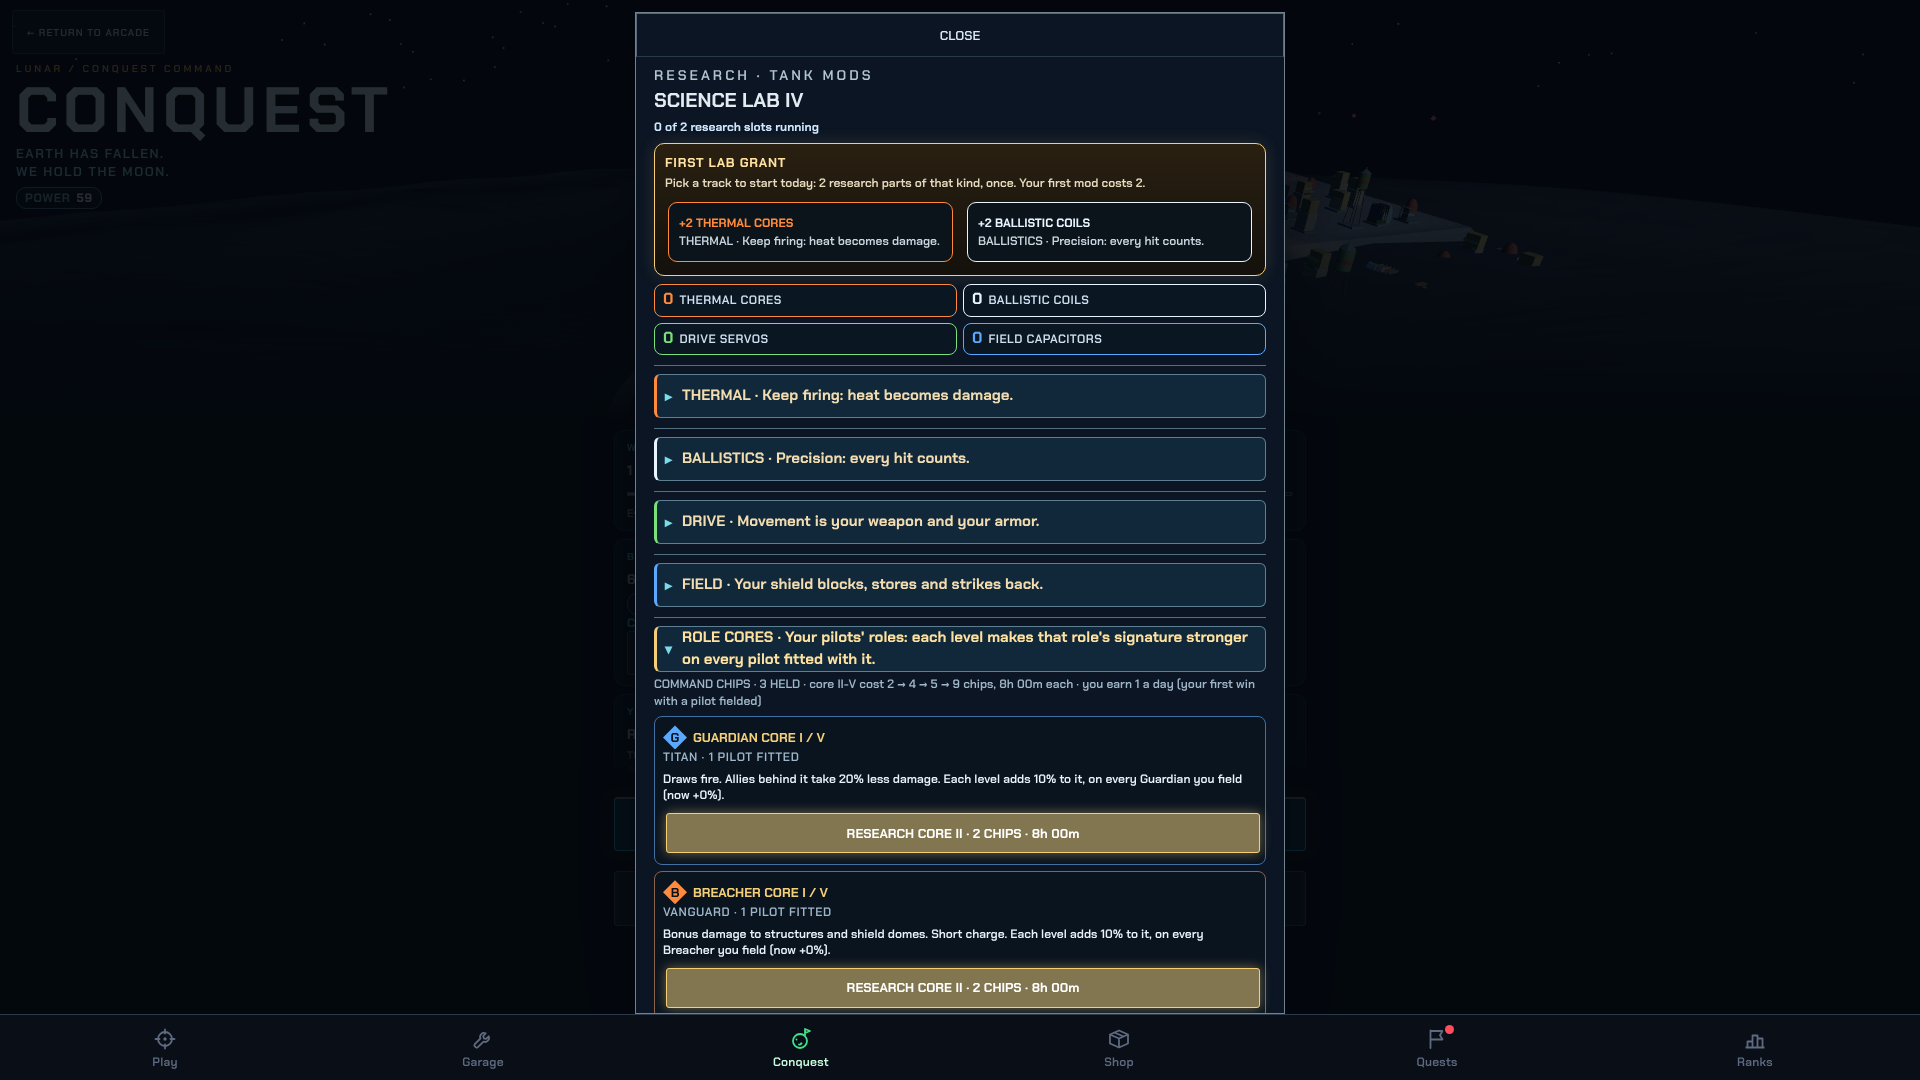 ← RETURN TO ARCADE
LUNAR / CONQUEST COMMAND
CONQUEST
EARTH HAS FALLEN.
WE HOLD THE MOON.
POWER 59
CLOSE
RESEARCH · TANK MODS
SCIENCE LAB IV
0 of 2 research slots running
FIRST LAB GRANT
Pick a track to start today: 2 research parts of that kind, once. Your first mod costs 2.
+2 THERMAL CORES
THERMAL · Keep firing: heat becomes damage.
+2 BALLISTIC COILS
BALLISTICS · Precision: every hit counts.
0 THERMAL CORES
0 BALLISTIC COILS
0 DRIVE SERVOS
0 FIELD CAPACITORS
▸ THERMAL · Keep firing: heat becomes damage.
▸ BALLISTICS · Precision: every hit counts.
▸ DRIVE · Movement is your weapon and your armor.
▸ FIELD · Your shield blocks, stores and strikes back.
▾ ROLE CORES · Your pilots' roles: each level makes that role's signature stronger
on every pilot fitted with it.
COMMAND CHIPS · 3 HELD · core II-V cost 2 → 4 → 5 → 9 chips, 8h 00m each · you earn 1 a day (your first win
with a pilot fielded)
G GUARDIAN CORE I / V
TITAN · 1 PILOT FITTED
Draws fire. Allies behind it take 20% less damage. Each level adds 10% to it, on every Guardian you field
(now +0%).
RESEARCH CORE II · 2 CHIPS · 8h 00m
B BREACHER CORE I / V
VANGUARD · 1 PILOT FITTED
Bonus damage to structures and shield domes. Short charge. Each level adds 10% to it, on every
Breacher you field (now +0%).
RESEARCH CORE II · 2 CHIPS · 8h 00m
Play
Garage
Conquest
Shop
Quests
Ranks